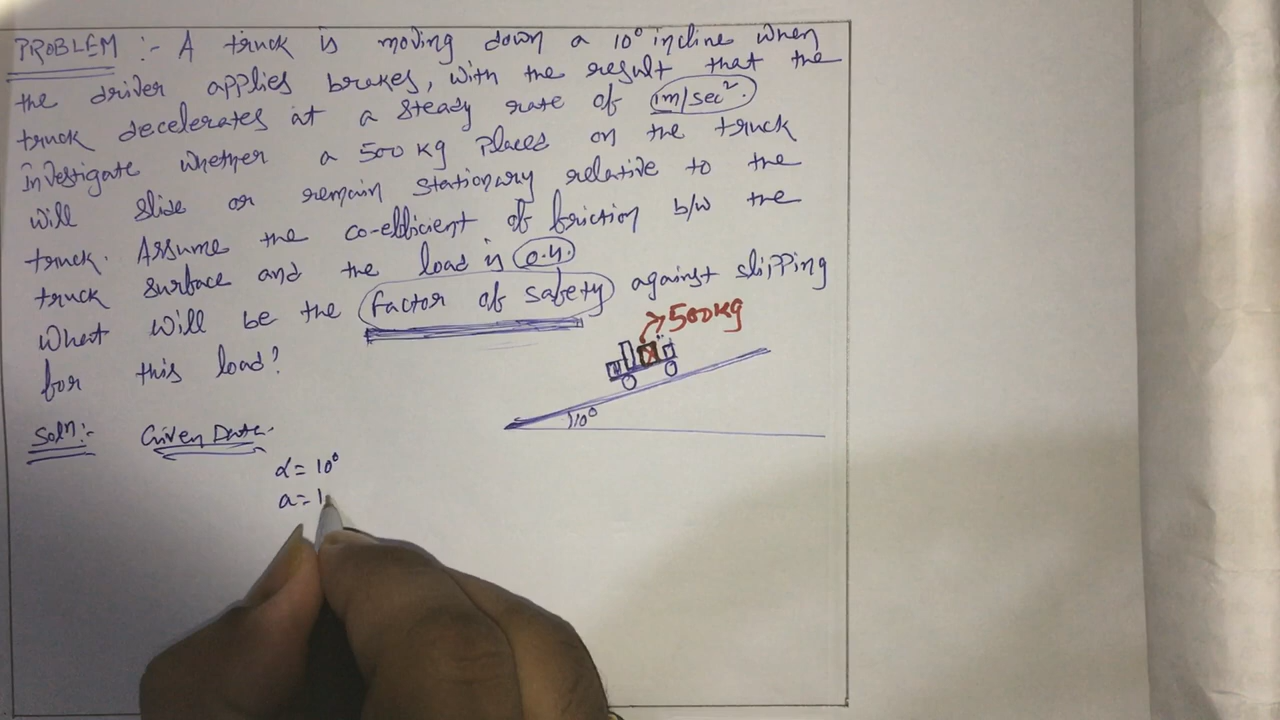 PROBLEM :- A truck is moving down a 10° incline when
the driver applies brakes, with the result that the
truck decelerates at a steady rate of 1m/sec².
Investigate whether a 500 kg placed on the truck
will slide or remain stationary relative to the
truck. Assume the co-efficient of friction b/w the
truck surface and the load is 0.4.
What will be the factor of safety against slipping
for this load?
500kg
10°
Soln:- Given Data-
α = 10°
a = 1